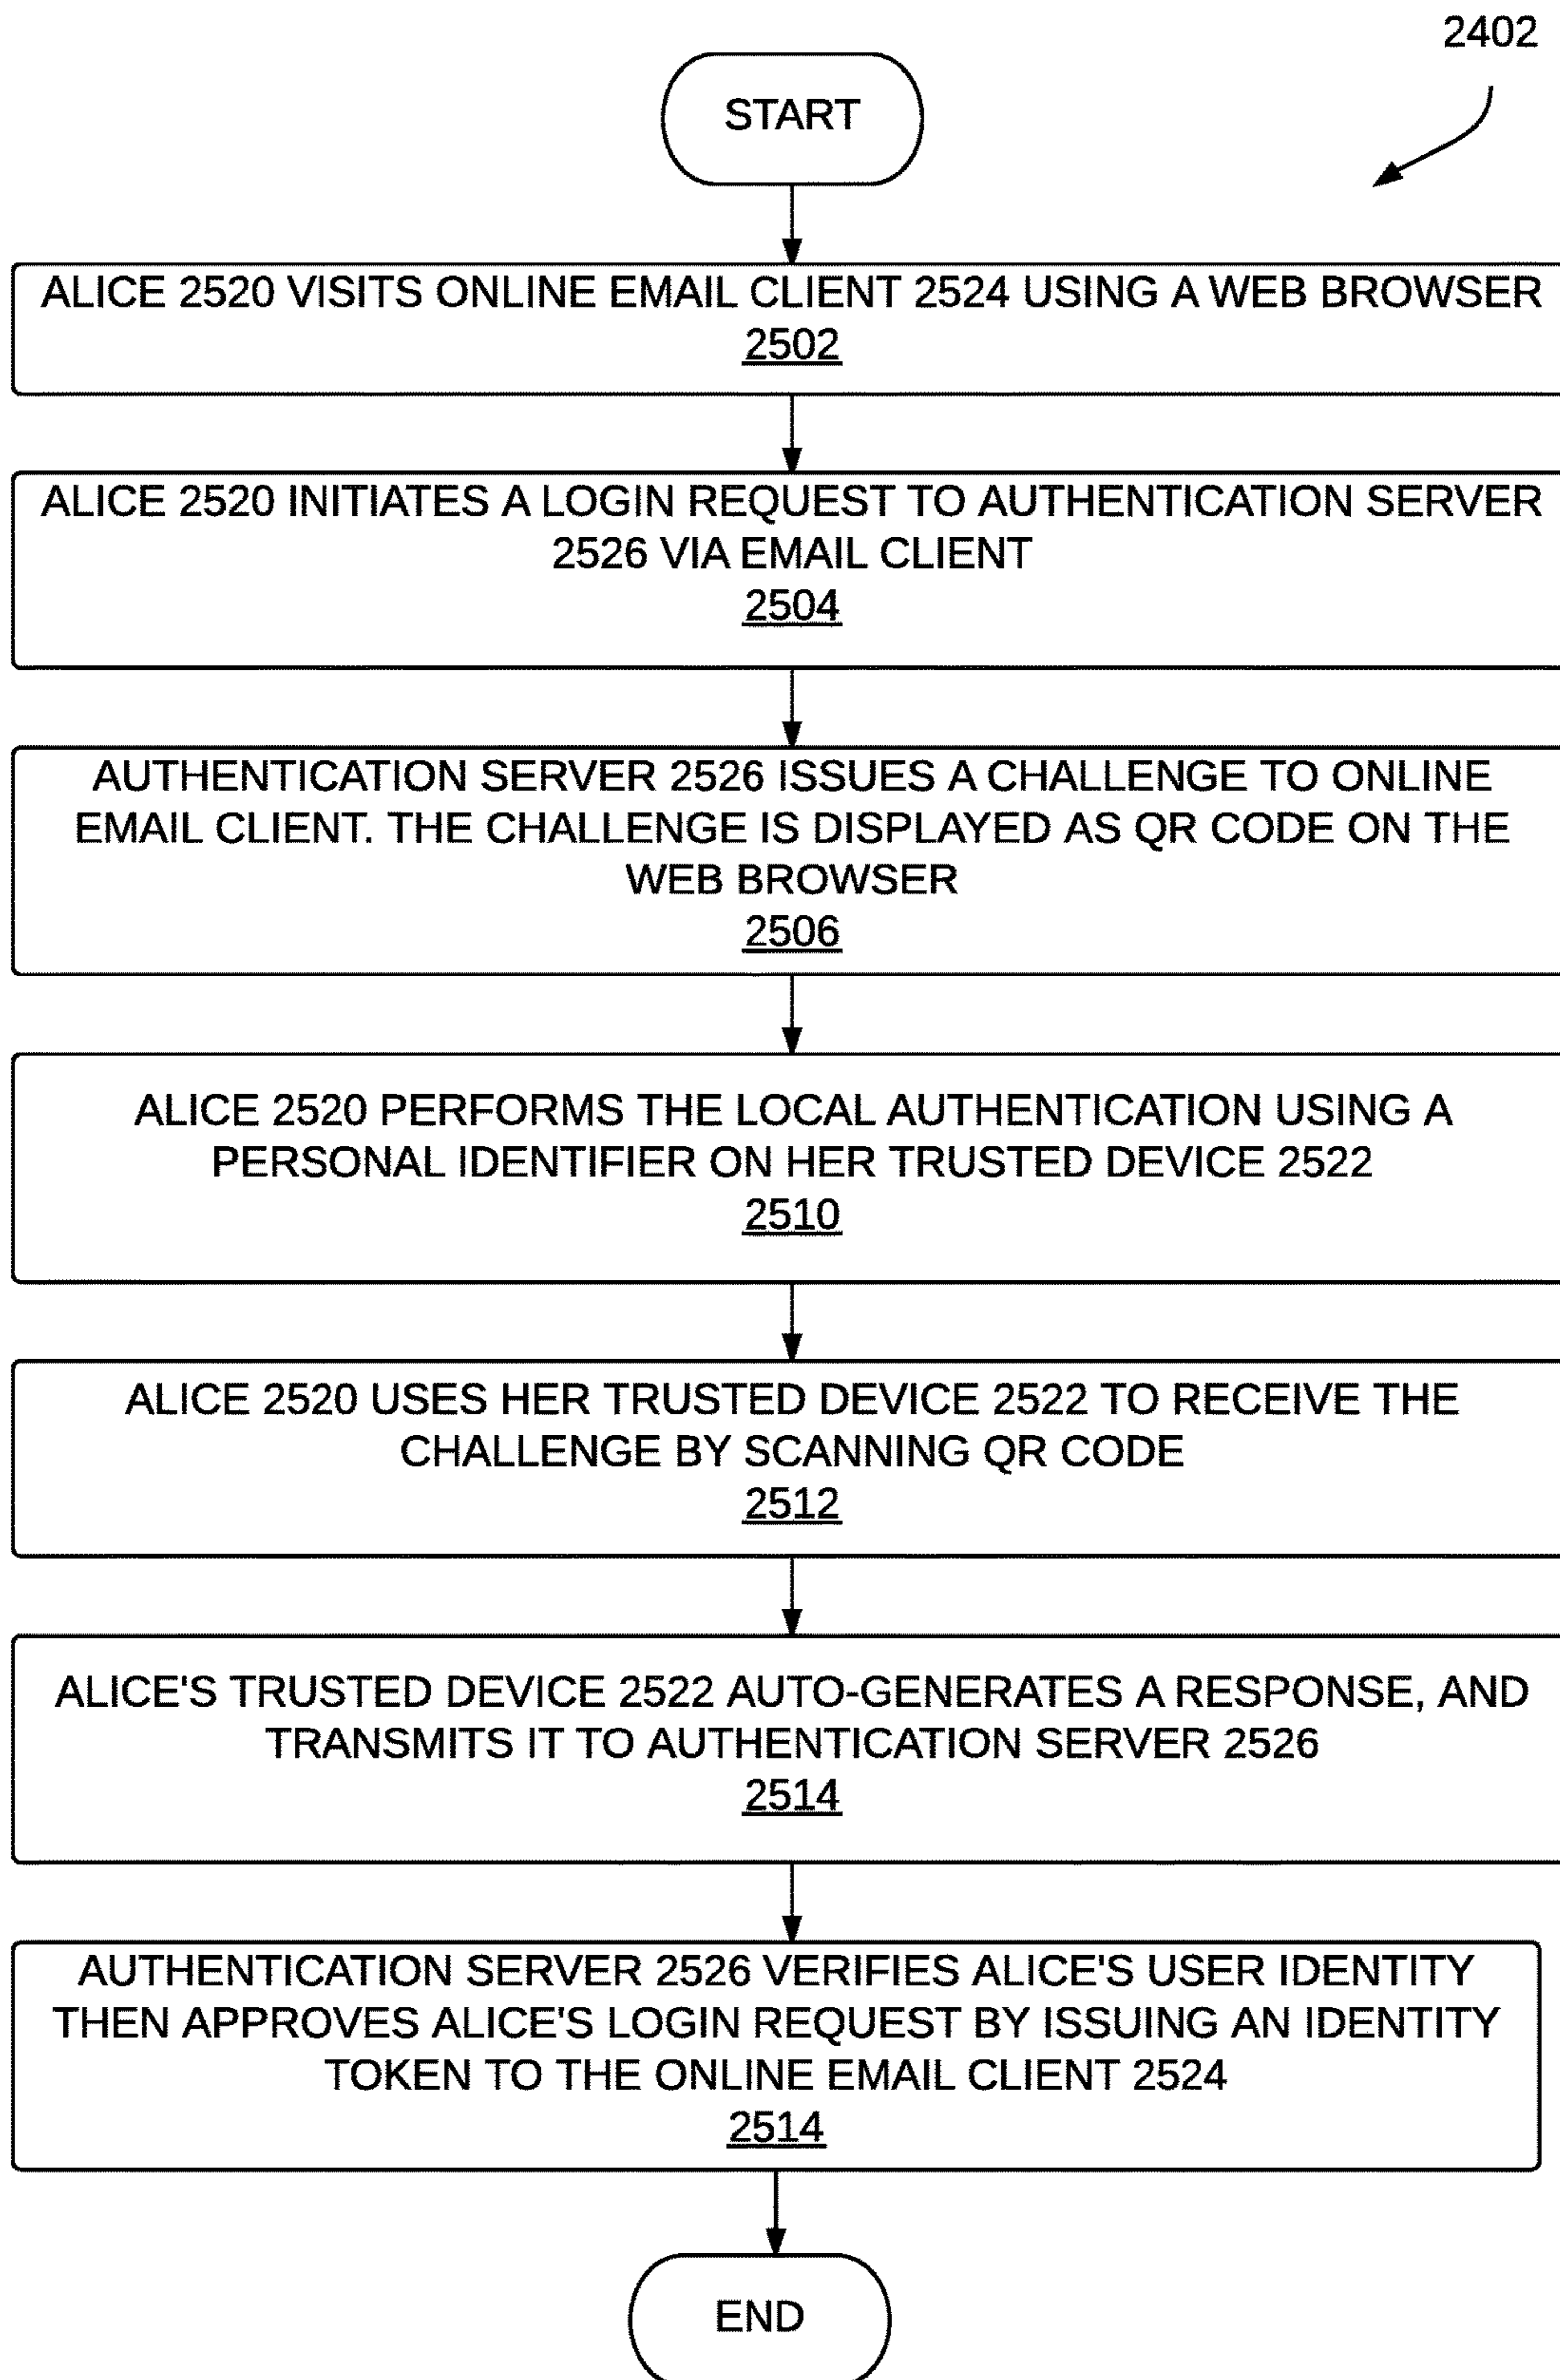 2402
START
ALICE 2520 VISITS ONLINE EMAIL CLIENT 2524 USING A WEB BROWSER
2502
ALICE 2520 INITIATES A LOGIN REQUEST TO AUTHENTICATION SERVER
2526 VIA EMAIL CLIENT
2504
AUTHENTICATION SERVER 2526 ISSUES A CHALLENGE TO ONLINE
EMAIL CLIENT. THE CHALLENGE IS DISPLAYED AS QR CODE ON THE
WEB BROWSER
2506
ALICE 2520 PERFORMS THE LOCAL AUTHENTICATION USING A
PERSONAL IDENTIFIER ON HER TRUSTED DEVICE 2522
2510
ALICE 2520 USES HER TRUSTED DEVICE 2522 TO RECEIVE THE
CHALLENGE BY SCANNING QR CODE
2512
ALICE'S TRUSTED DEVICE 2522 AUTO-GENERATES A RESPONSE, AND
TRANSMITS IT TO AUTHENTICATION SERVER 2526
2514
AUTHENTICATION SERVER 2526 VERIFIES ALICE'S USER IDENTITY
THEN APPROVES ALICE'S LOGIN REQUEST BY ISSUING AN IDENTITY
TOKEN TO THE ONLINE EMAIL CLIENT 2524
2514
END